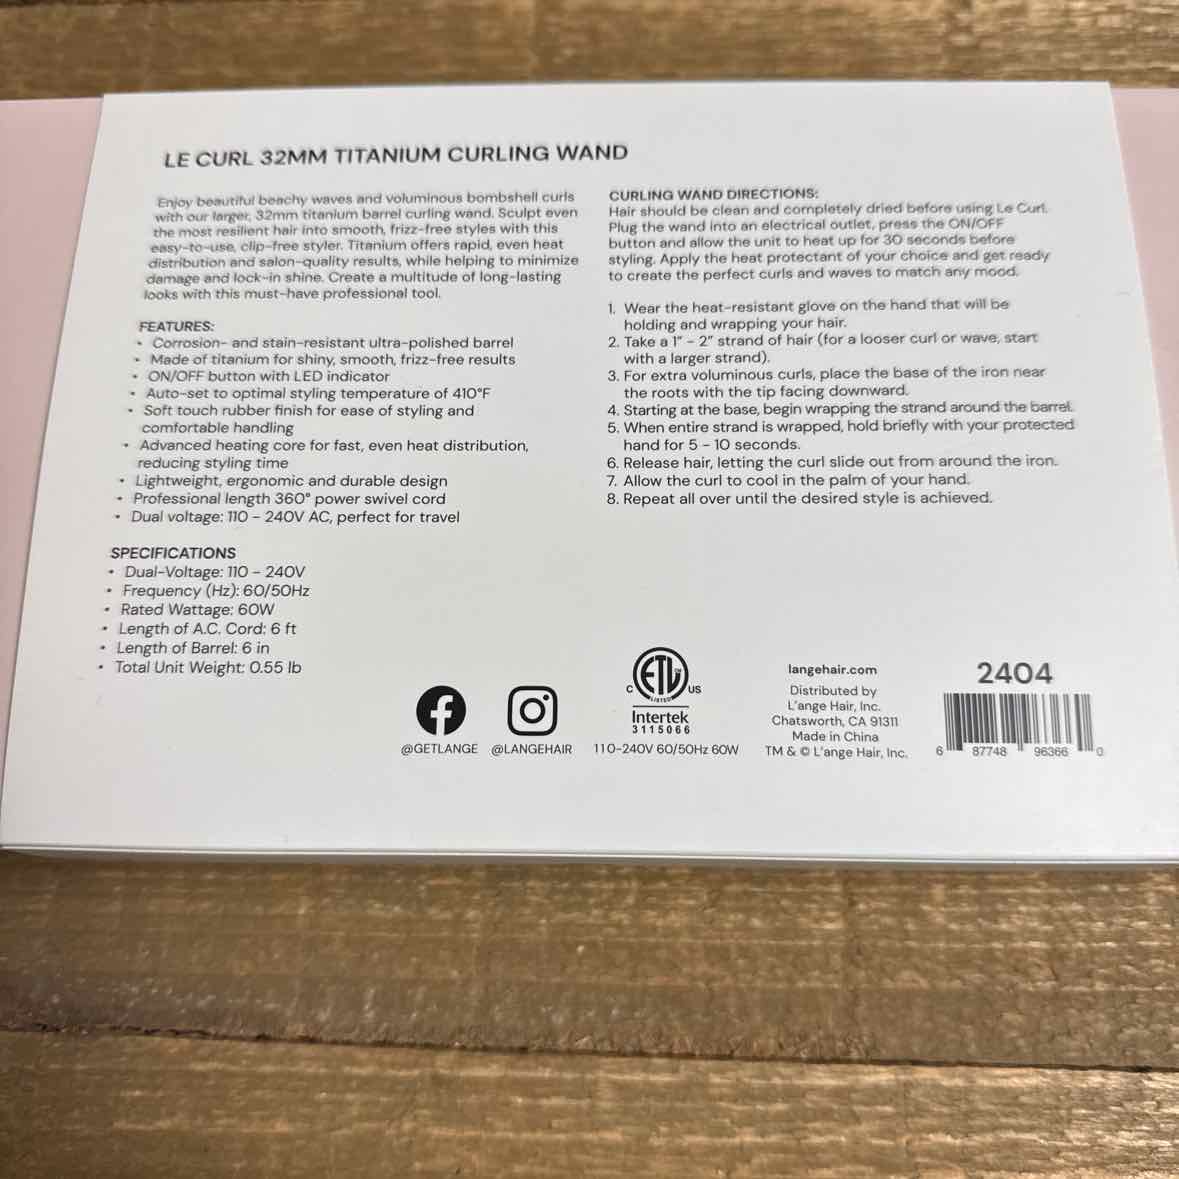 LE CURL 32MM TITANIUM CURLING WAND
Enjoy beautiful beachy waves and voluminous bombshell curls
with our larger, 32mm titanium barrel curling wand. Sculpt even
the most resilient hair into smooth, frizz-free styles with this
easy-to-use, clip-free styler. Titanium offers rapid, even heat
distribution and salon-quality results, while helping to minimize
damage and lock-in shine. Create a multitude of long-lasting
looks with this must-have professional tool.
FEATURES:
• Corrosion- and stain-resistant ultra-polished barrel
• Made of titanium for shiny, smooth, frizz-free results
• ON/OFF button with LED indicator
• Auto-set to optimal styling temperature of 410°F
• Soft touch rubber finish for ease of styling and
comfortable handling
• Advanced heating core for fast, even heat distribution,
reducing styling time
• Lightweight, ergonomic and durable design
• Professional length 360° power swivel cord
• Dual voltage: 110 - 240V AC, perfect for travel
SPECIFICATIONS
• Dual-Voltage: 110 - 240V
• Frequency (Hz): 60/50Hz
• Rated Wattage: 60W
• Length of A.C. Cord: 6 ft
• Length of Barrel: 6 in
• Total Unit Weight: 0.55 lb
CURLING WAND DIRECTIONS:
Hair should be clean and completely dried before using Le Curl.
Plug the wand into an electrical outlet, press the ON/OFF
button and allow the unit to heat up for 30 seconds before
styling. Apply the heat protectant of your choice and get ready
to create the perfect curls and waves to match any mood.
1. Wear the heat-resistant glove on the hand that will be
holding and wrapping your hair.
2. Take a 1" - 2" strand of hair (for a looser curl or wave, start
with a larger strand).
3. For extra voluminous curls, place the base of the iron near
the roots with the tip facing downward.
4. Starting at the base, begin wrapping the strand around the barrel.
5. When entire strand is wrapped, hold briefly with your protected
hand for 5 - 10 seconds.
6. Release hair, letting the curl slide out from around the iron.
7. Allow the curl to cool in the palm of your hand.
8. Repeat all over until the desired style is achieved.
@GETLANGE
@LANGEHAIR
C ETL US
LISTED
Intertek
3115066
110-240V 60/50Hz 60W
langehair.com
Distributed by
L'ange Hair, Inc.
Chatsworth, CA 91311
Made in China
TM & © L'ange Hair, Inc.
2404
6 87748 96366 0